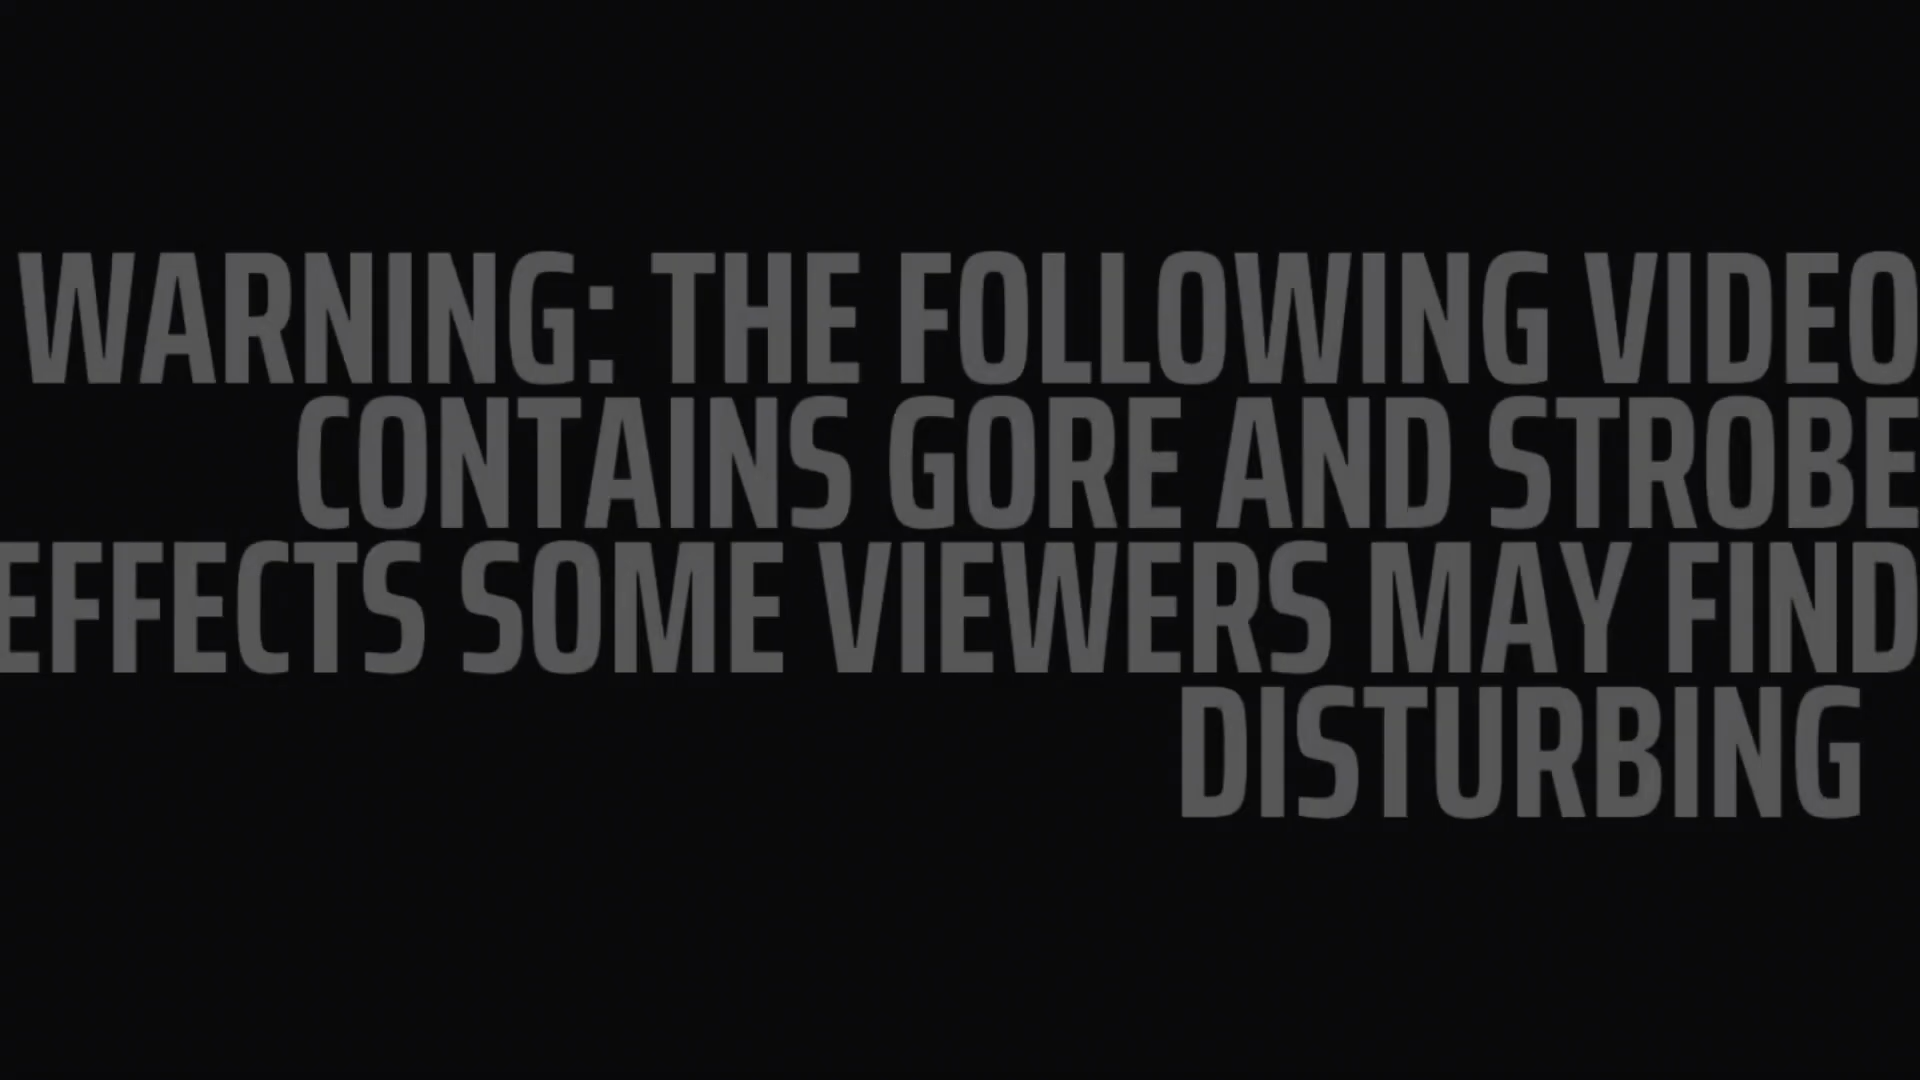 WARNING: THE FOLLOWING VIDEO
CONTAINS GORE AND STROBE
EFFECTS SOME VIEWERS MAY FIND
DISTURBING